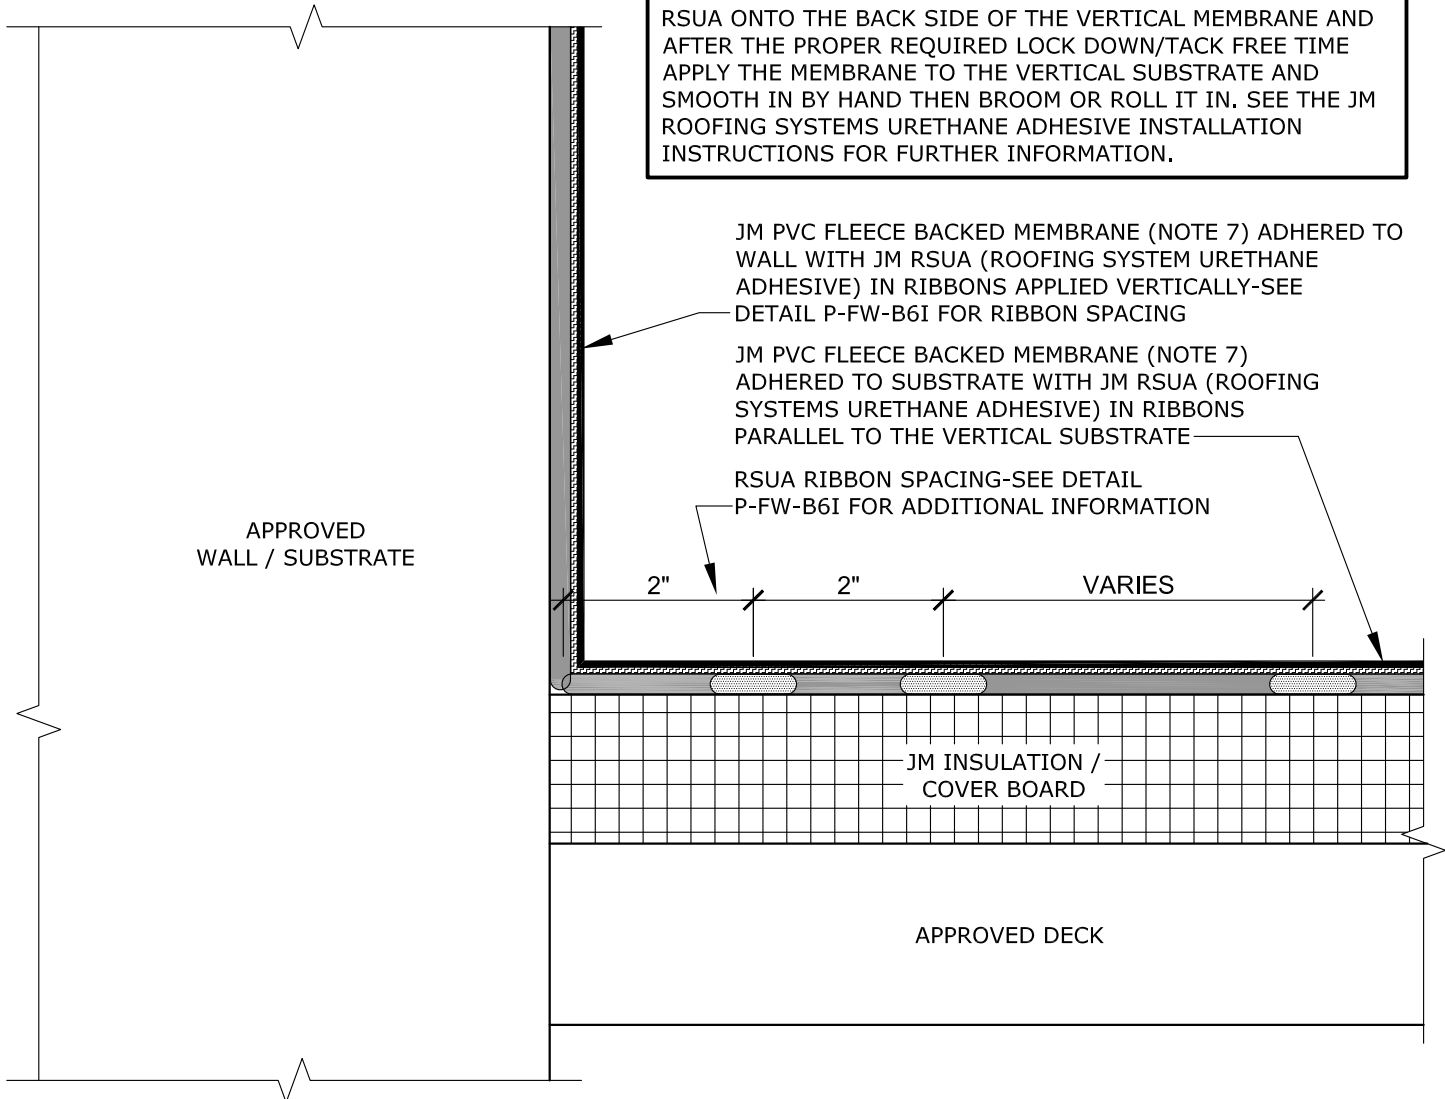 RSUA ONTO THE BACK SIDE OF THE VERTICAL MEMBRANE AND
AFTER THE PROPER REQUIRED LOCK DOWN/TACK FREE TIME
APPLY THE MEMBRANE TO THE VERTICAL SUBSTRATE AND
SMOOTH IN BY HAND THEN BROOM OR ROLL IT IN. SEE THE JM
ROOFING SYSTEMS URETHANE ADHESIVE INSTALLATION
INSTRUCTIONS FOR FURTHER INFORMATION.
JM PVC FLEECE BACKED MEMBRANE (NOTE 7) ADHERED TO
WALL WITH JM RSUA (ROOFING SYSTEM URETHANE
ADHESIVE) IN RIBBONS APPLIED VERTICALLY-SEE
DETAIL P-FW-B6I FOR RIBBON SPACING
JM PVC FLEECE BACKED MEMBRANE (NOTE 7)
ADHERED TO SUBSTRATE WITH JM RSUA (ROOFING
SYSTEMS URETHANE ADHESIVE) IN RIBBONS
PARALLEL TO THE VERTICAL SUBSTRATE
RSUA RIBBON SPACING-SEE DETAIL
P-FW-B6I FOR ADDITIONAL INFORMATION
APPROVED
WALL / SUBSTRATE
2"
2"
VARIES
JM INSULATION /
COVER BOARD
APPROVED DECK